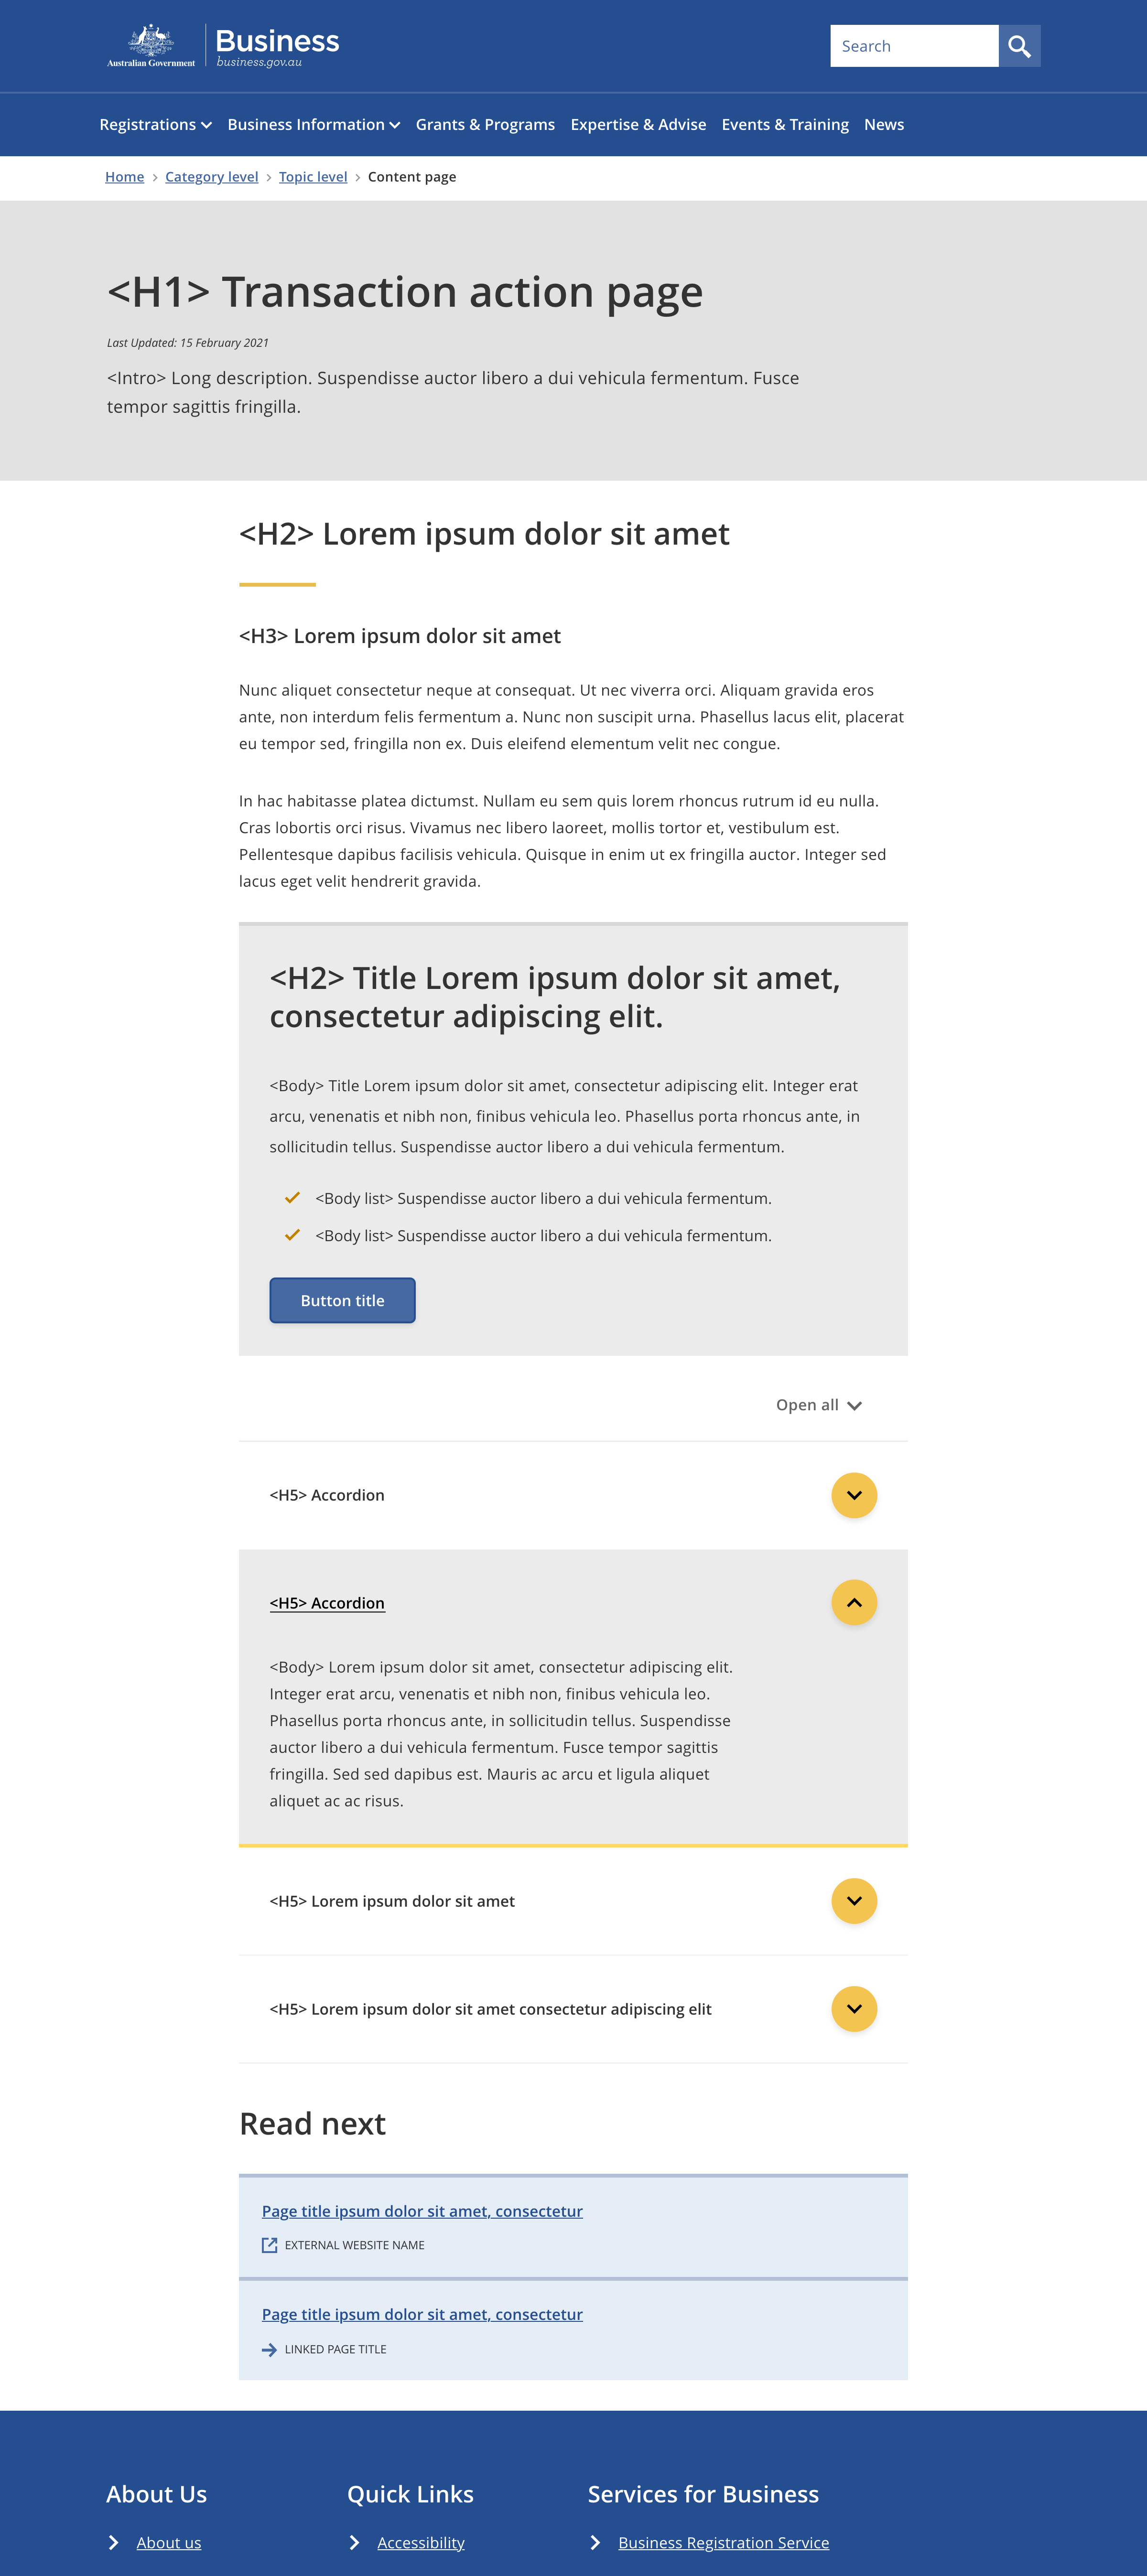 Australian Government
Business
business.gov.au
Search
Registrations Business Information Grants & Programs Expertise & Advise Events & Training News
Home > Category level > Topic level > Content page
<H1> Transaction action page
Last Updated: 15 February 2021
<Intro> Long description. Suspendisse auctor libero a dui vehicula fermentum. Fusce
tempor sagittis fringilla.
<H2> Lorem ipsum dolor sit amet
<H3> Lorem ipsum dolor sit amet
Nunc aliquet consectetur neque at consequat. Ut nec viverra orci. Aliquam gravida eros
ante, non interdum felis fermentum a. Nunc non suscipit urna. Phasellus lacus elit, placerat
eu tempor sed, fringilla non ex. Duis eleifend elementum velit nec congue.
In hac habitasse platea dictumst. Nullam eu sem quis lorem rhoncus rutrum id eu nulla.
Cras lobortis orci risus. Vivamus nec libero laoreet, mollis tortor et, vestibulum est.
Pellentesque dapibus facilisis vehicula. Quisque in enim ut ex fringilla auctor. Integer sed
lacus eget velit hendrerit gravida.
<H2> Title Lorem ipsum dolor sit amet,
consectetur adipiscing elit.
<Body> Title Lorem ipsum dolor sit amet, consectetur adipiscing elit. Integer erat
arcu, venenatis et nibh non, finibus vehicula leo. Phasellus porta rhoncus ante, in
sollicitudin tellus. Suspendisse auctor libero a dui vehicula fermentum.
<Body list> Suspendisse auctor libero a dui vehicula fermentum.
<Body list> Suspendisse auctor libero a dui vehicula fermentum.
Button title
Open all
<H5> Accordion
<H5> Accordion
<Body> Lorem ipsum dolor sit amet, consectetur adipiscing elit.
Integer erat arcu, venenatis et nibh non, finibus vehicula leo.
Phasellus porta rhoncus ante, in sollicitudin tellus. Suspendisse
auctor libero a dui vehicula fermentum. Fusce tempor sagittis
fringilla. Sed sed dapibus est. Mauris ac arcu et ligula aliquet
aliquet ac ac risus.
<H5> Lorem ipsum dolor sit amet
<H5> Lorem ipsum dolor sit amet consectetur adipiscing elit
Read next
Page title ipsum dolor sit amet, consectetur
EXTERNAL WEBSITE NAME
Page title ipsum dolor sit amet, consectetur
LINKED PAGE TITLE
About Us
About us
Quick Links
Accessibility
Services for Business
Business Registration Service